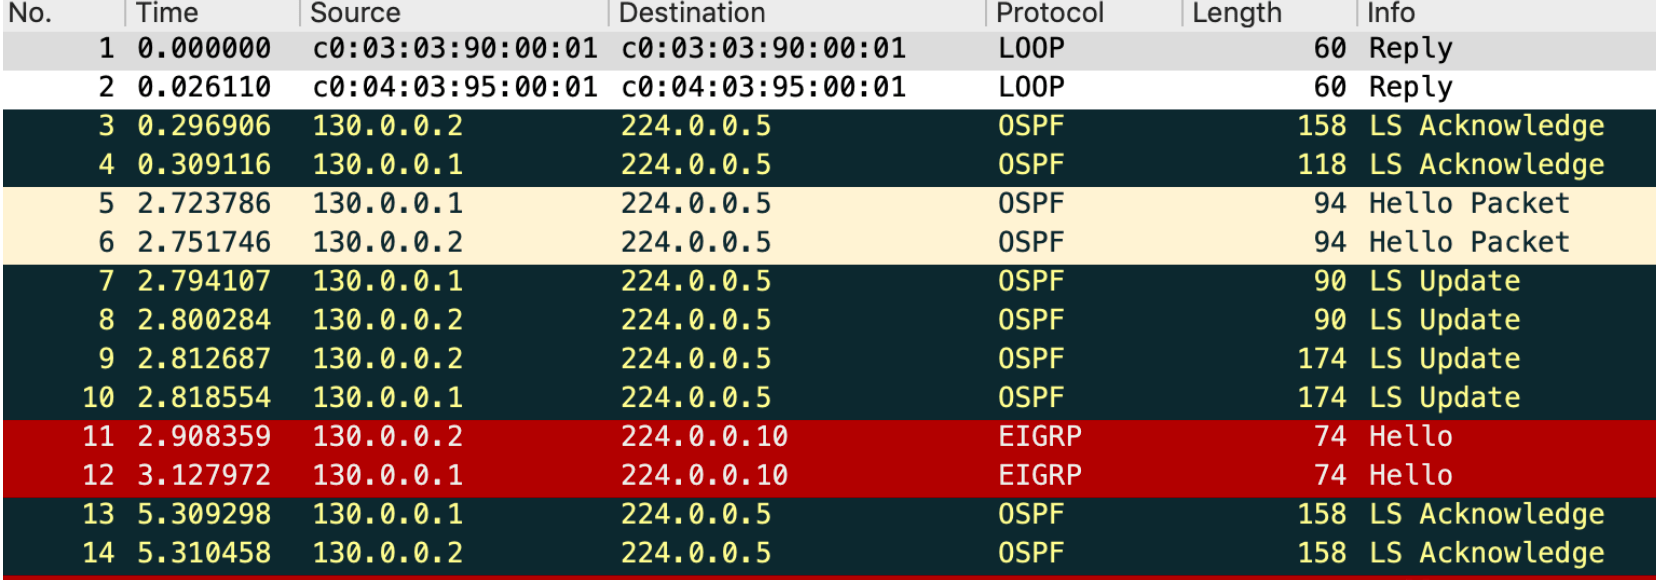 No. Time Source Destination Protocol Length Info
1 0.000000 c0:03:03:90:00:01 c0:03:03:90:00:01 LOOP 60 Reply
2 0.026110 c0:04:03:95:00:01 c0:04:03:95:00:01 LOOP 60 Reply
3 0.296906 130.0.0.2 224.0.0.5 OSPF 158 LS Acknowledge
4 0.309116 130.0.0.1 224.0.0.5 OSPF 118 LS Acknowledge
5 2.723786 130.0.0.1 224.0.0.5 OSPF 94 Hello Packet
6 2.751746 130.0.0.2 224.0.0.5 OSPF 94 Hello Packet
7 2.794107 130.0.0.1 224.0.0.5 OSPF 90 LS Update
8 2.800284 130.0.0.2 224.0.0.5 OSPF 90 LS Update
9 2.812687 130.0.0.2 224.0.0.5 OSPF 174 LS Update
10 2.818554 130.0.0.1 224.0.0.5 OSPF 174 LS Update
11 2.908359 130.0.0.2 224.0.0.10 EIGRP 74 Hello
12 3.127972 130.0.0.1 224.0.0.10 EIGRP 74 Hello
13 5.309298 130.0.0.1 224.0.0.5 OSPF 158 LS Acknowledge
14 5.310458 130.0.0.2 224.0.0.5 OSPF 158 LS Acknowledge